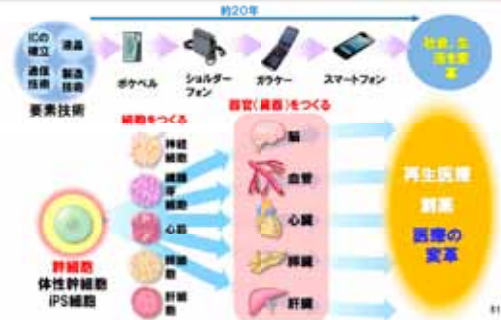 約20年
ICの
確立
液晶
通信
技術
製造
技術
要素技術
ポケベル
ショルダー
フォン
ガラケー
スマートフォン
社会、生
活を変
革
細胞をつくる
器官(臓器)をつくる
神経
細胞
心筋
肝細
胞
脳
血管
心臓
膵臓
肝臓
幹細胞
体性幹細胞
iPS細胞
再生医療
創薬
医療の
変革